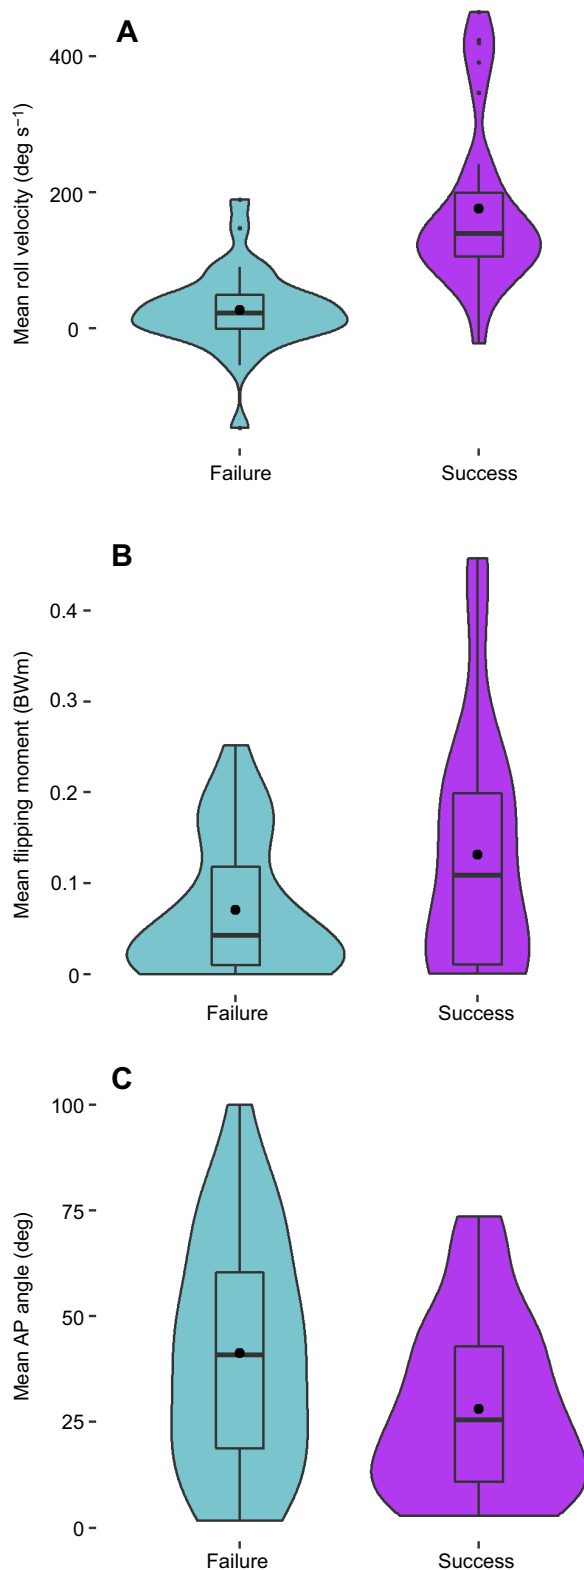 A
Mean roll velocity (deg s⁻¹)
400
200
0
Failure
Success
B
Mean flipping moment (BWm)
0.4
0.3
0.2
0.1
0
Failure
Success
C
Mean AP angle (deg)
100
75
50
25
0
Failure
Success